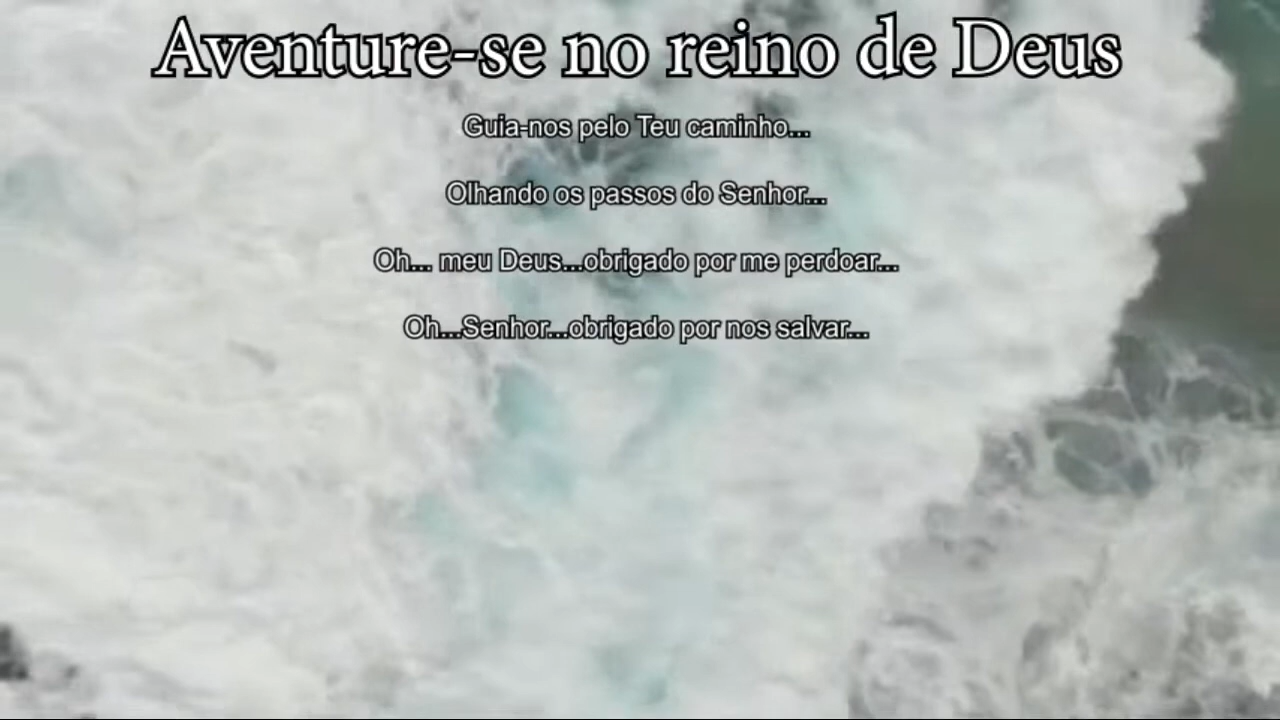 Aventure-se no reino de Deus
Guia-nos pelo Teu caminho...
Olhando os passos do Senhor...
Oh... meu Deus...obrigado por me perdoar...
Oh...Senhor...obrigado por nos salvar...